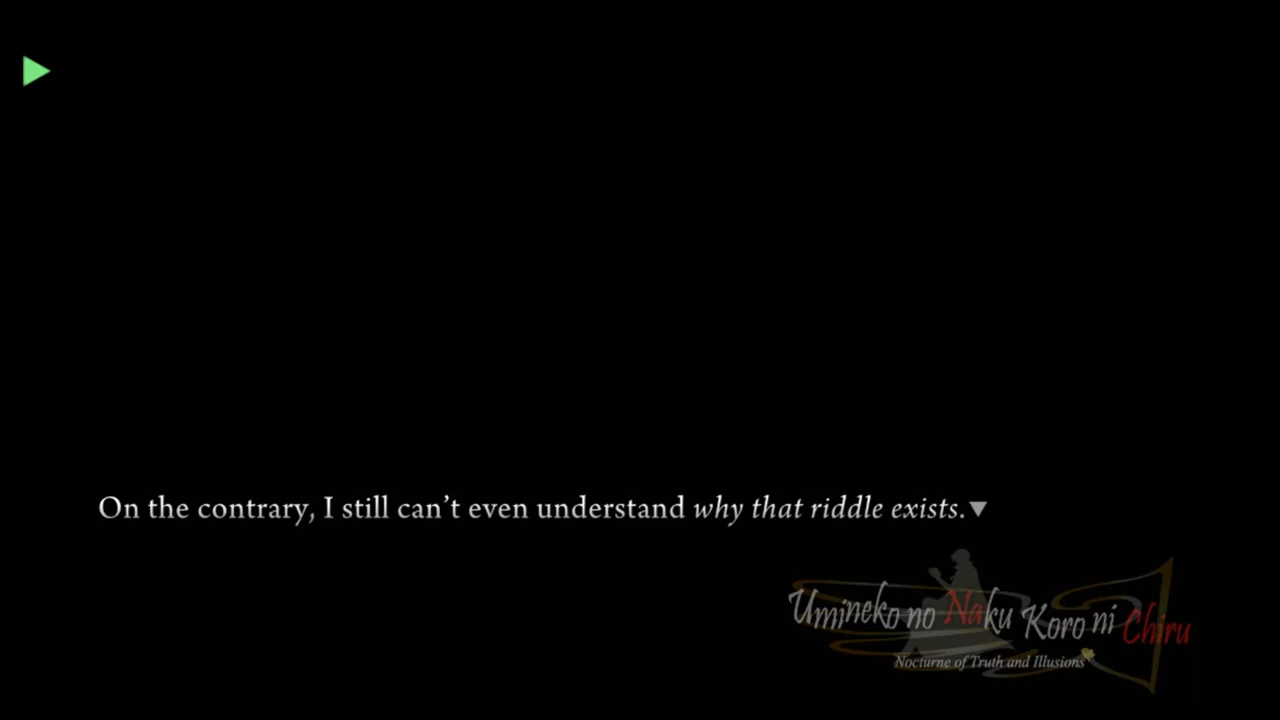 On the contrary, I still can’t even understand why that riddle exists.
Umineko no Naku Koro ni Chiru
Nocturne of Truth and Illusions